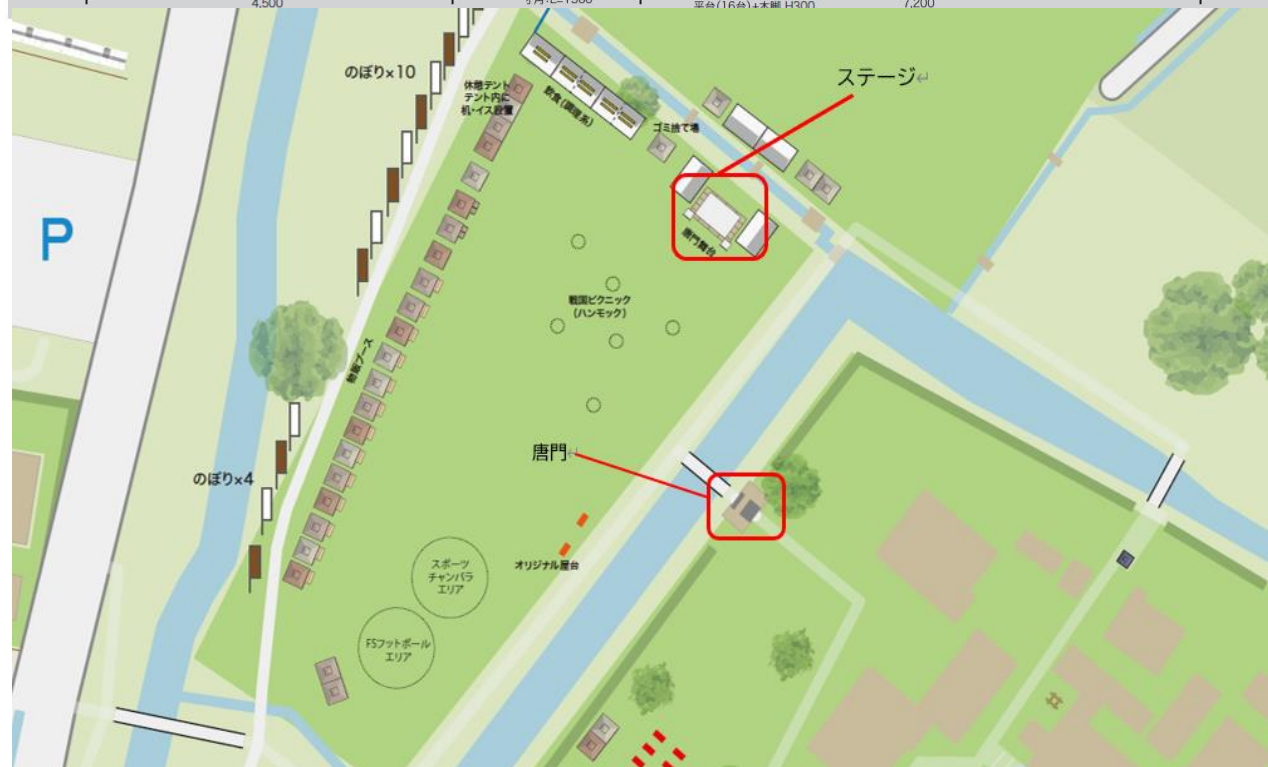 4,500
平台(16台)+木脚 H300
7,200
のぼり×10
休憩テント
テント内に
机・イス設置
飲食(調理系)
ゴミ捨て場
ステージ↵
P
唐門舞台
戦国ピクニック
(ハンモック)
物販ブース
唐門↵
のぼり×4
スポーツ
チャンバラ
エリア
オリジナル屋台
FSフットボール
エリア